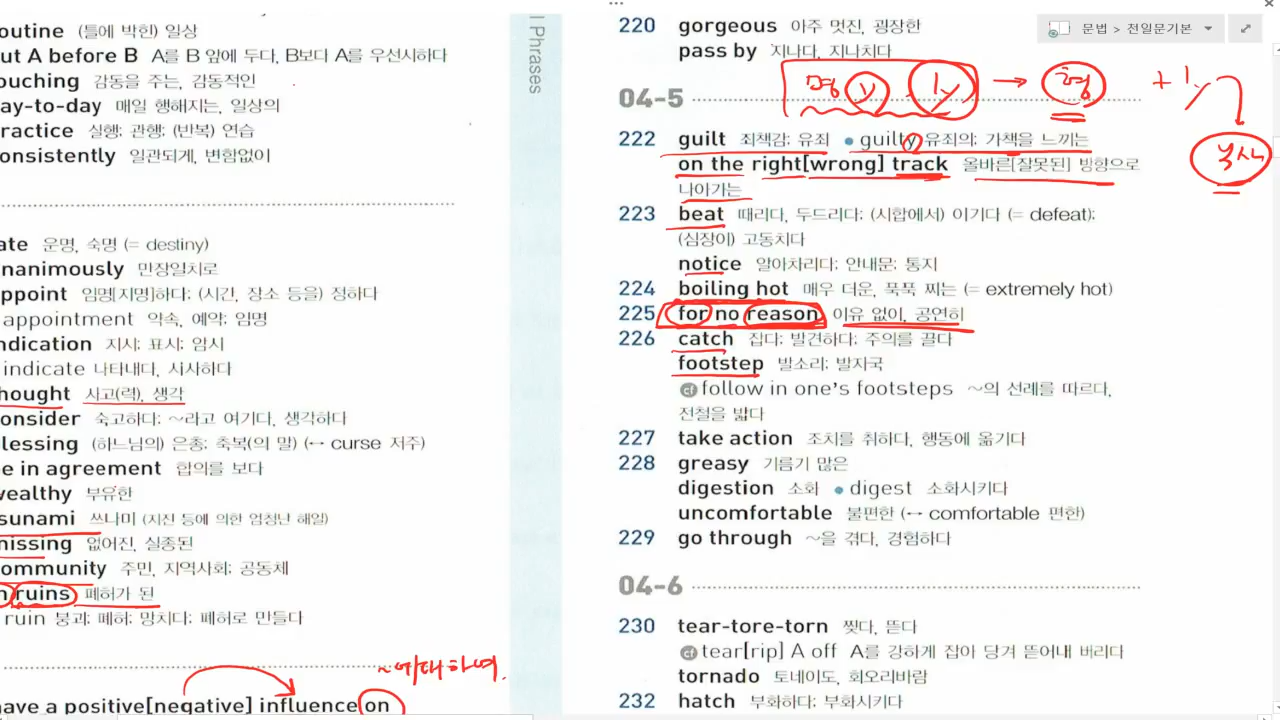 outine (틀에 박힌) 일상
ut A before B A를 B 앞에 두다, B보다 A를 우선시하다
ouching 감동을 주는, 감동적인
ay-to-day 매일 행해지는, 일상의
ractice 실행; 관행; (반복) 연습
onsistently 일관되게, 변함없이
ate 운명, 숙명 (= destiny)
nanimously 만장일치로
ppoint 임명[지명]하다; (시간, 장소 등을) 정하다
appointment 약속, 예약; 임명
ndication 지시; 표시; 암시
indicate 나타내다, 시사하다
hought 사고(력), 생각
onsider 숙고하다; ~라고 여기다, 생각하다
lessing (하느님의) 은총; 축복(의 말) (↔ curse 저주)
e in agreement 합의를 보다
wealthy 부유한
sunami 쓰나미 (지진 등에 의한 엄청난 해일)
missing 없어진, 실종된
ommunity 주민, 지역사회; 공동체
n ruins 폐허가 된
ruin 붕괴; 폐허; 망치다; 폐허로 만들다
~에 대하여
ave a positive[negative] influence on
Phrases
문법 > 전일문기본
220 gorgeous 아주 멋진, 굉장한
pass by 지나다, 지나치다
명 y ly → 형 +ly 부사
04-5
222 guilt 죄책감; 유죄 ● guilty 유죄의; 가책을 느끼는
on the right[wrong] track 올바른[잘못된] 방향으로
나아가는
223 beat 때리다, 두드리다; (시합에서) 이기다 (= defeat);
(심장이) 고동치다
notice 알아차리다; 안내문; 통지
224 boiling hot 매우 더운, 푹푹 찌는 (= extremely hot)
225 for no reason 이유 없이, 공연히
226 catch 잡다; 발견하다; 주의를 끌다
footstep 발소리; 발자국
cf follow in one's footsteps ~의 선례를 따르다,
전철을 밟다
227 take action 조치를 취하다, 행동에 옮기다
228 greasy 기름기 많은
digestion 소화 ● digest 소화시키다
uncomfortable 불편한 (↔ comfortable 편한)
229 go through ~을 겪다, 경험하다
04-6
230 tear-tore-torn 찢다, 뜯다
cf tear[rip] A off A를 강하게 잡아 당겨 뜯어내 버리다
tornado 토네이도, 회오리바람
232 hatch 부화하다; 부화시키다